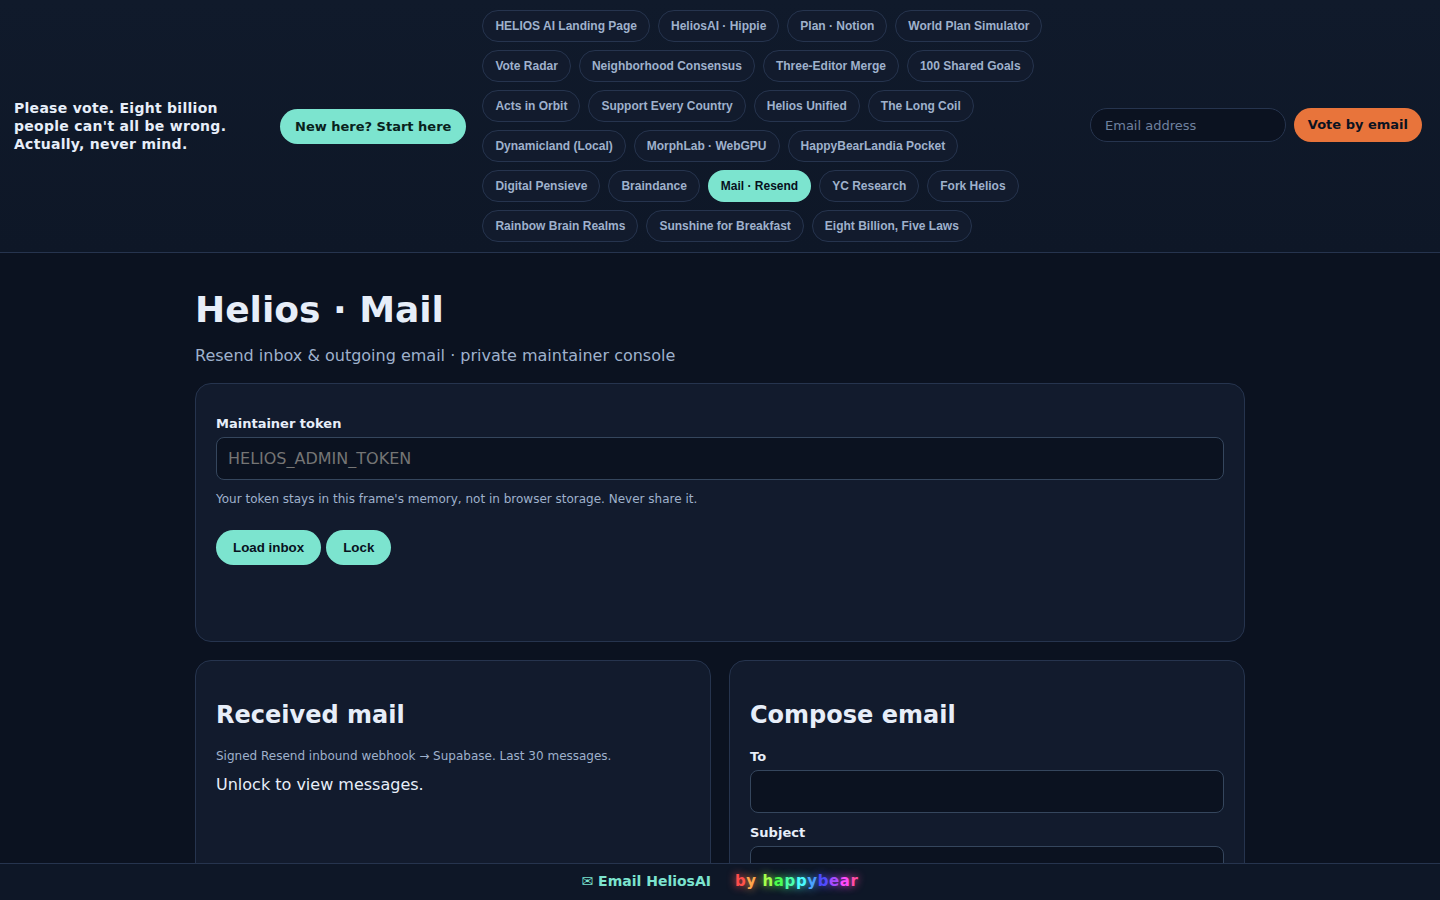 Please vote. Eight billion
people can't all be wrong.
Actually, never mind.
New here? Start here
HELIOS AI Landing Page
HeliosAI · Hippie
Plan · Notion
World Plan Simulator
Vote Radar
Neighborhood Consensus
Three-Editor Merge
100 Shared Goals
Acts in Orbit
Support Every Country
Helios Unified
The Long Coil
Dynamicland (Local)
MorphLab · WebGPU
HappyBearLandia Pocket
Digital Pensieve
Braindance
Mail · Resend
YC Research
Fork Helios
Rainbow Brain Realms
Sunshine for Breakfast
Eight Billion, Five Laws
Email address
Vote by email
Helios · Mail
Resend inbox & outgoing email · private maintainer console
Maintainer token
HELIOS_ADMIN_TOKEN
Your token stays in this frame's memory, not in browser storage. Never share it.
Load inbox
Lock
Received mail
Signed Resend inbound webhook → Supabase. Last 30 messages.
Unlock to view messages.
Compose email
To
Subject
✉ Email HeliosAI
by happybear